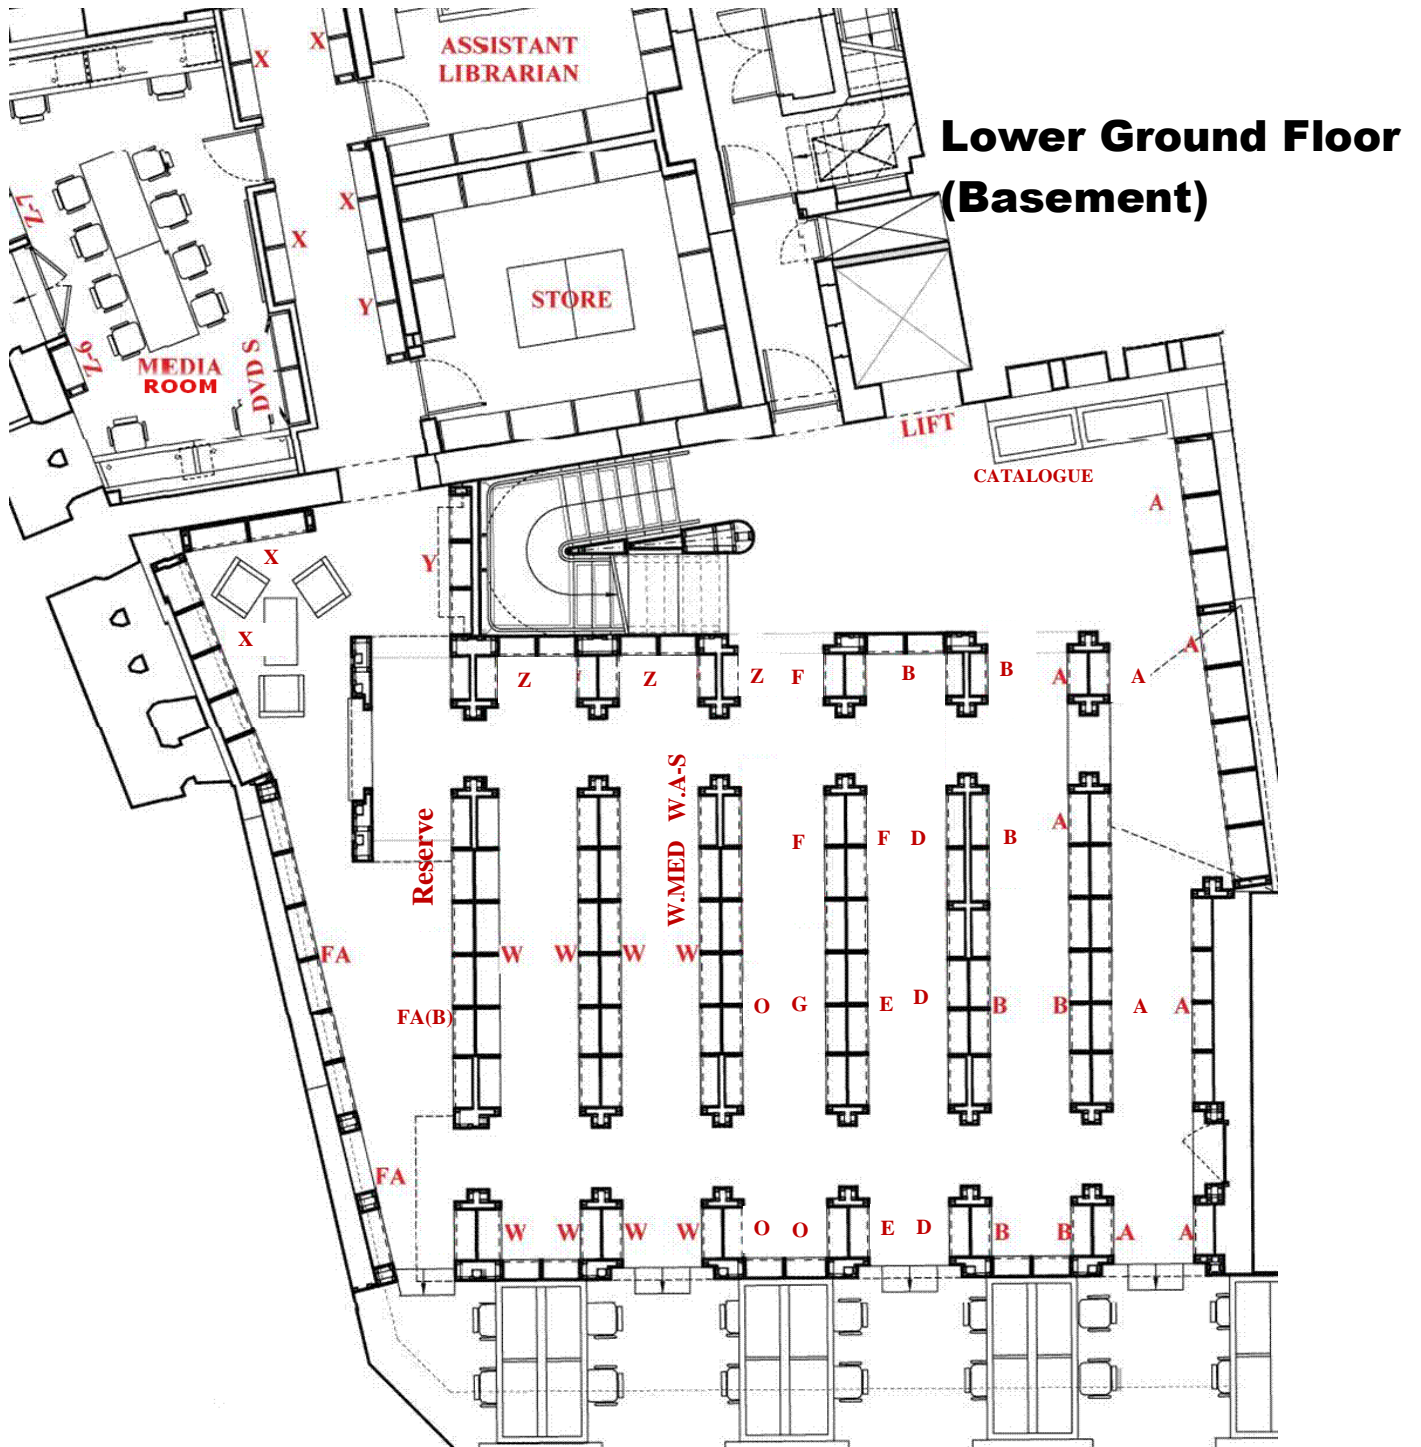 ASSISTANT
LIBRARIAN
Lower Ground Floor
(Basement)
X
X
X
X
Z-7
Y
STORE
Z-6
MEDIA
ROOM
DVD S
LIFT
CATALOGUE
A
X
Y
X
A
Z
Z
Z
F
B
B
A
A
Reserve
W.MED W.A-S
F
F
D
B
A
FA
W
W
W
W
FA(B)
O
G
E
D
B
B
A
A
FA
W
W
W
W
O
O
E
D
B
B
A
A